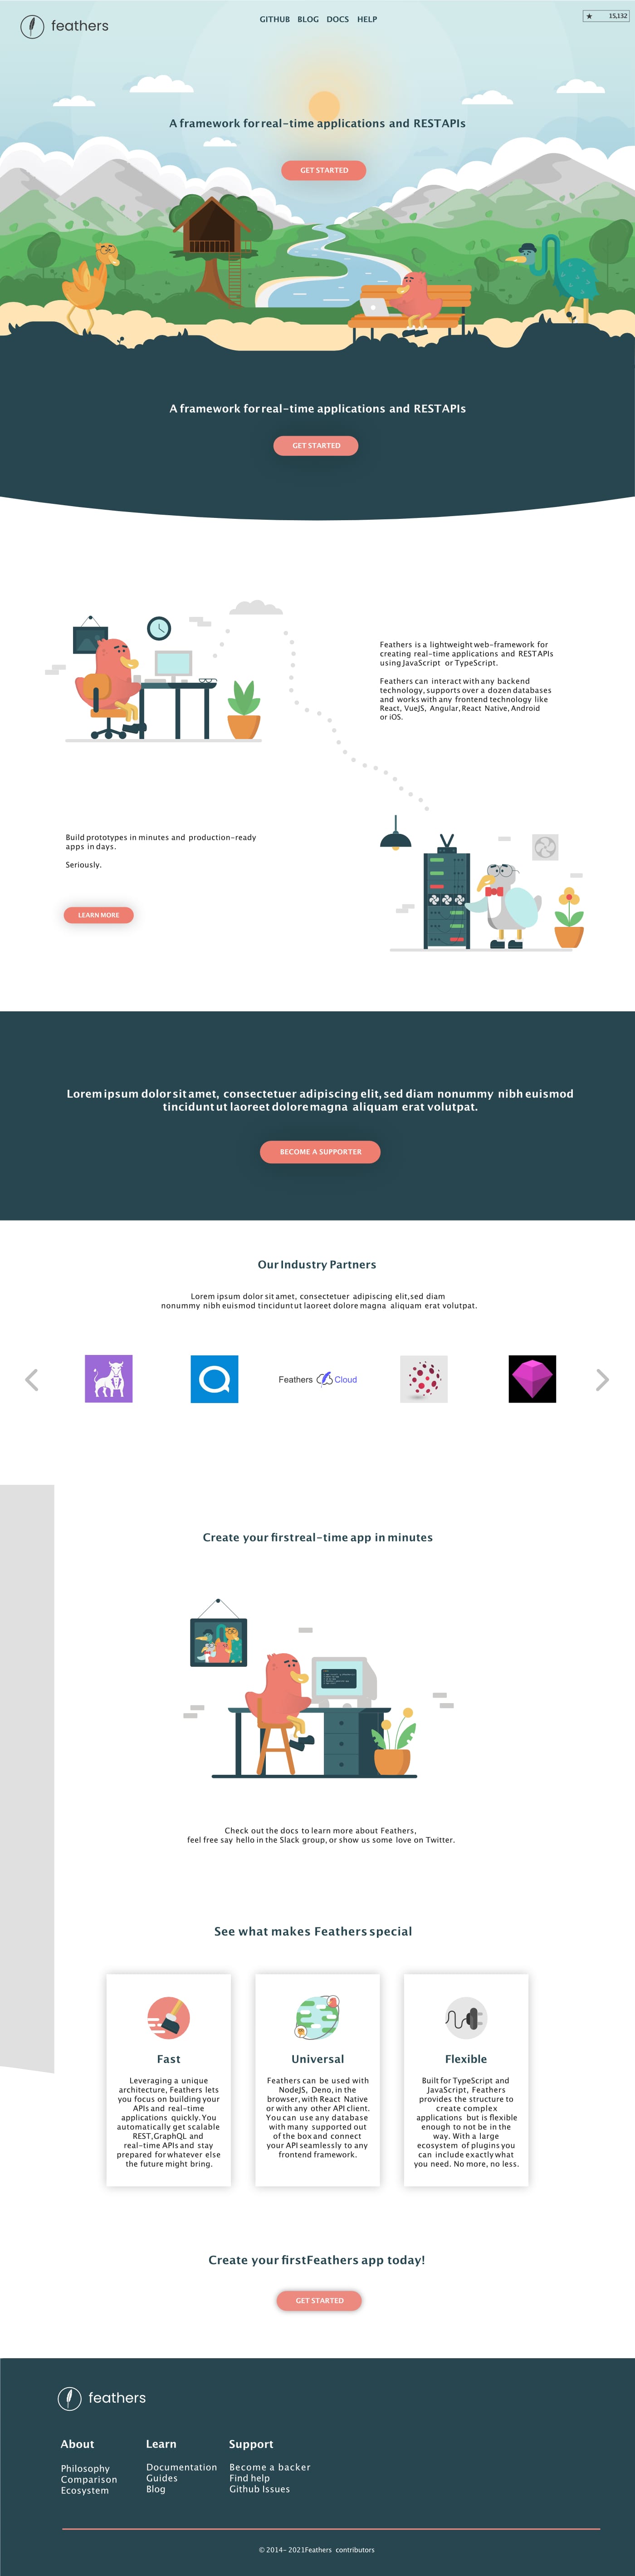 feathers
GITHUB BLOG DOCS HELP
★ 15,132
A framework for real-time applications and REST APIs
GET STARTED
A framework for real-time applications and REST APIs
GET STARTED
Feathers is a lightweight web-framework for
creating real-time applications and REST APIs
using JavaScript or TypeScript.
Feathers can interact with any backend
technology, supports over a dozen databases
and works with any frontend technology like
React, VueJS, Angular, React Native, Android
or iOS.
Build prototypes in minutes and production-ready
apps in days.
Seriously.
LEARN MORE
Lorem ipsum dolor sit amet, consectetuer adipiscing elit, sed diam nonummy nibh euismod
tincidunt ut laoreet dolore magna aliquam erat volutpat.
BECOME A SUPPORTER
Our Industry Partners
Lorem ipsum dolor sit amet, consectetuer adipiscing elit, sed diam
nonummy nibh euismod tincidunt ut laoreet dolore magna aliquam erat volutpat.
Feathers Cloud
Create your first real-time app in minutes
Check out the docs to learn more about Feathers,
feel free say hello in the Slack group, or show us some love on Twitter.
See what makes Feathers special
Fast
Leveraging a unique
architecture, Feathers lets
you focus on building your
APIs and real-time
applications quickly. You
automatically get scalable
REST, GraphQL and
real-time APIs and stay
prepared for whatever else
the future might bring.
Universal
Feathers can be used with
NodeJS, Deno, in the
browser, with React Native
or with any other API client.
You can use any database
with many supported out
of the box and connect
your API seamlessly to any
frontend framework.
Flexible
Built for TypeScript and
JavaScript, Feathers
provides the structure to
create complex
applications but is flexible
enough to not be in the
way. With a large
ecosystem of plugins you
can include exactly what
you need. No more, no less.
Create your first Feathers app today!
GET STARTED
feathers
About
Philosophy
Comparison
Ecosystem
Learn
Documentation
Guides
Blog
Support
Become a backer
Find help
Github Issues
© 2014- 2021 Feathers contributors